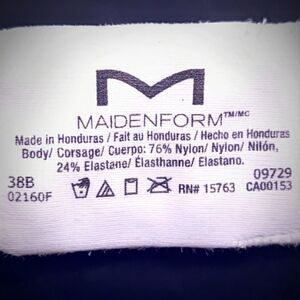 MAIDENFORM™/MC
Made in Honduras / Fait au Honduras / Hecho en Honduras
Body/ Corsage/ Cuerpo: 76% Nylon/ Nylon/ Nilón,
24% Elastane/ Élasthanne/ Elastano.
38B
02160F
RN# 15763
09729
CA00153